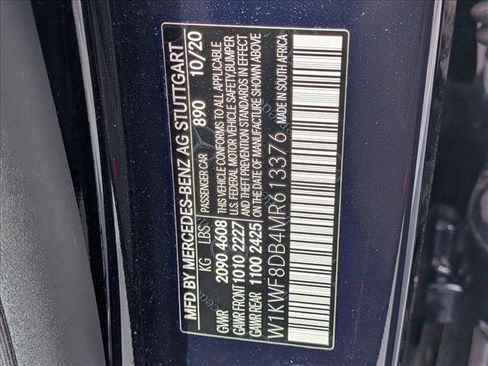 MFD BY MERCEDES-BENZ AG STUTTGART
PASSENGER CAR 890 10/20
KG LBS
GVWR 2090 4608
GAWR FRONT 1010 2227
GAWR REAR 1100 2425
THIS VEHICLE CONFORMS TO ALL APPLICABLE
U.S. FEDERAL MOTOR VEHICLE SAFETY, BUMPER
AND THEFT PREVENTION STANDARDS IN EFFECT
ON THE DATE OF MANUFACTURE SHOWN ABOVE
W1KWF8DB4MR613376 MADE IN SOUTH AFRICA